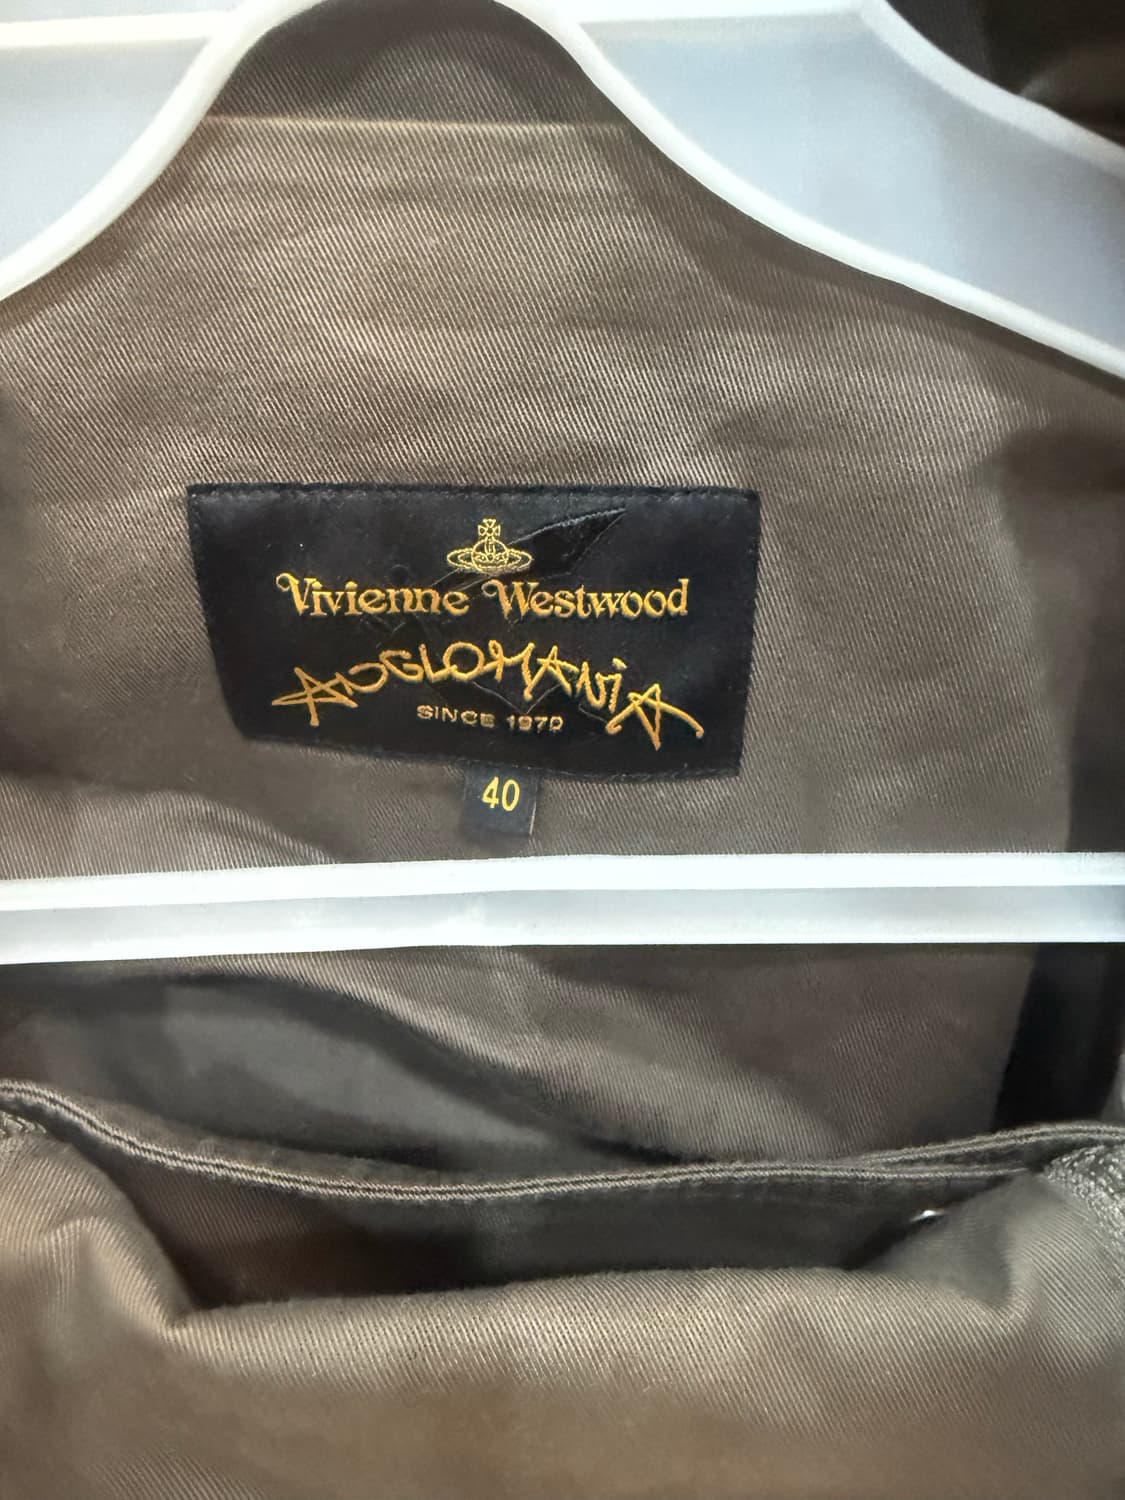 Vivienne Westwood
ANGLOMANiA
SINCE 1970
40